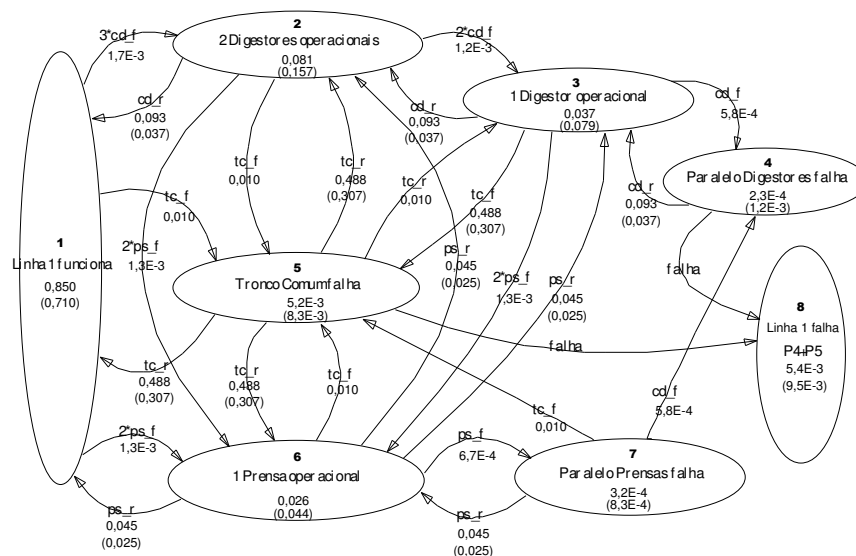 3*cd_f
1,7E-3
2
2 Digestores operacionais
0,081
(0,157)
2*cd_f
1,2E-3
cd_r
0,093
(0,037)
cd_r
0,093
(0,037)
3
1 Digestor operacional
0,037
(0,079)
cd_f
5,8E-4
4
Paralelo Digestores falha
2,3E-4
(1,2E-3)
cd_r
0,093
(0,037)
tc_f
0,010
tc_f
0,010
tc_r
0,488
(0,307)
tc_r
0,010
tc_f
0,488
(0,307)
1
Linha 1 funciona
0,850
(0,710)
2*ps_f
1,3E-3
5
Tronco Comum falha
5,2E-3
(8,3E-3)
ps_r
0,045
(0,025)
2*ps_f
1,3E-3
ps_r
0,045
(0,025)
falha
falha
8
Linha 1 falha
P4+P5
5,4E-3
(9,5E-3)
tc_r
0,488
(0,307)
tc_r
0,488
(0,307)
tc_f
0,010
tc_f
0,010
cd_f
5,8E-4
2*ps_f
1,3E-3
6
1 Prensa operacional
0,026
(0,044)
ps_f
6,7E-4
7
Paralelo Prensas falha
3,2E-4
(8,3E-4)
ps_r
0,045
(0,025)
ps_r
0,045
(0,025)